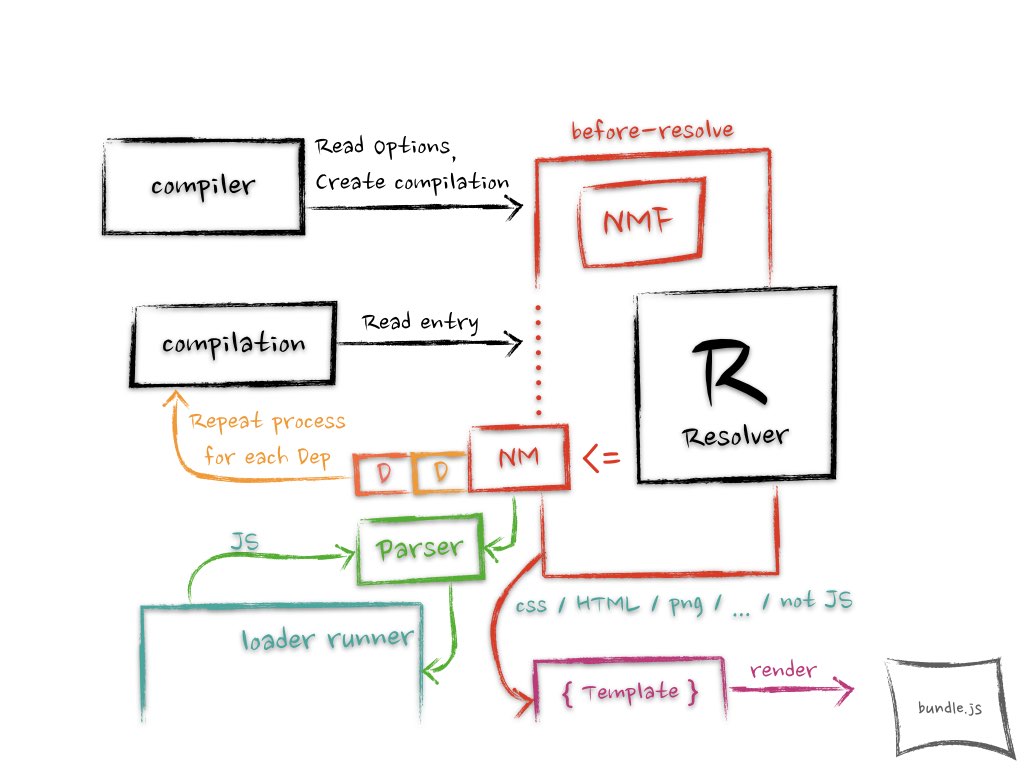 before-resolve
Read Options,
Create compilation
compiler
NMF
Read entry
compilation
R
Resolver
Repeat process
for each Dep
D
D
NM
<=
JS
Parser
css / HTML / png / ... / not JS
loader runner
{ Template }
render
bundle.js